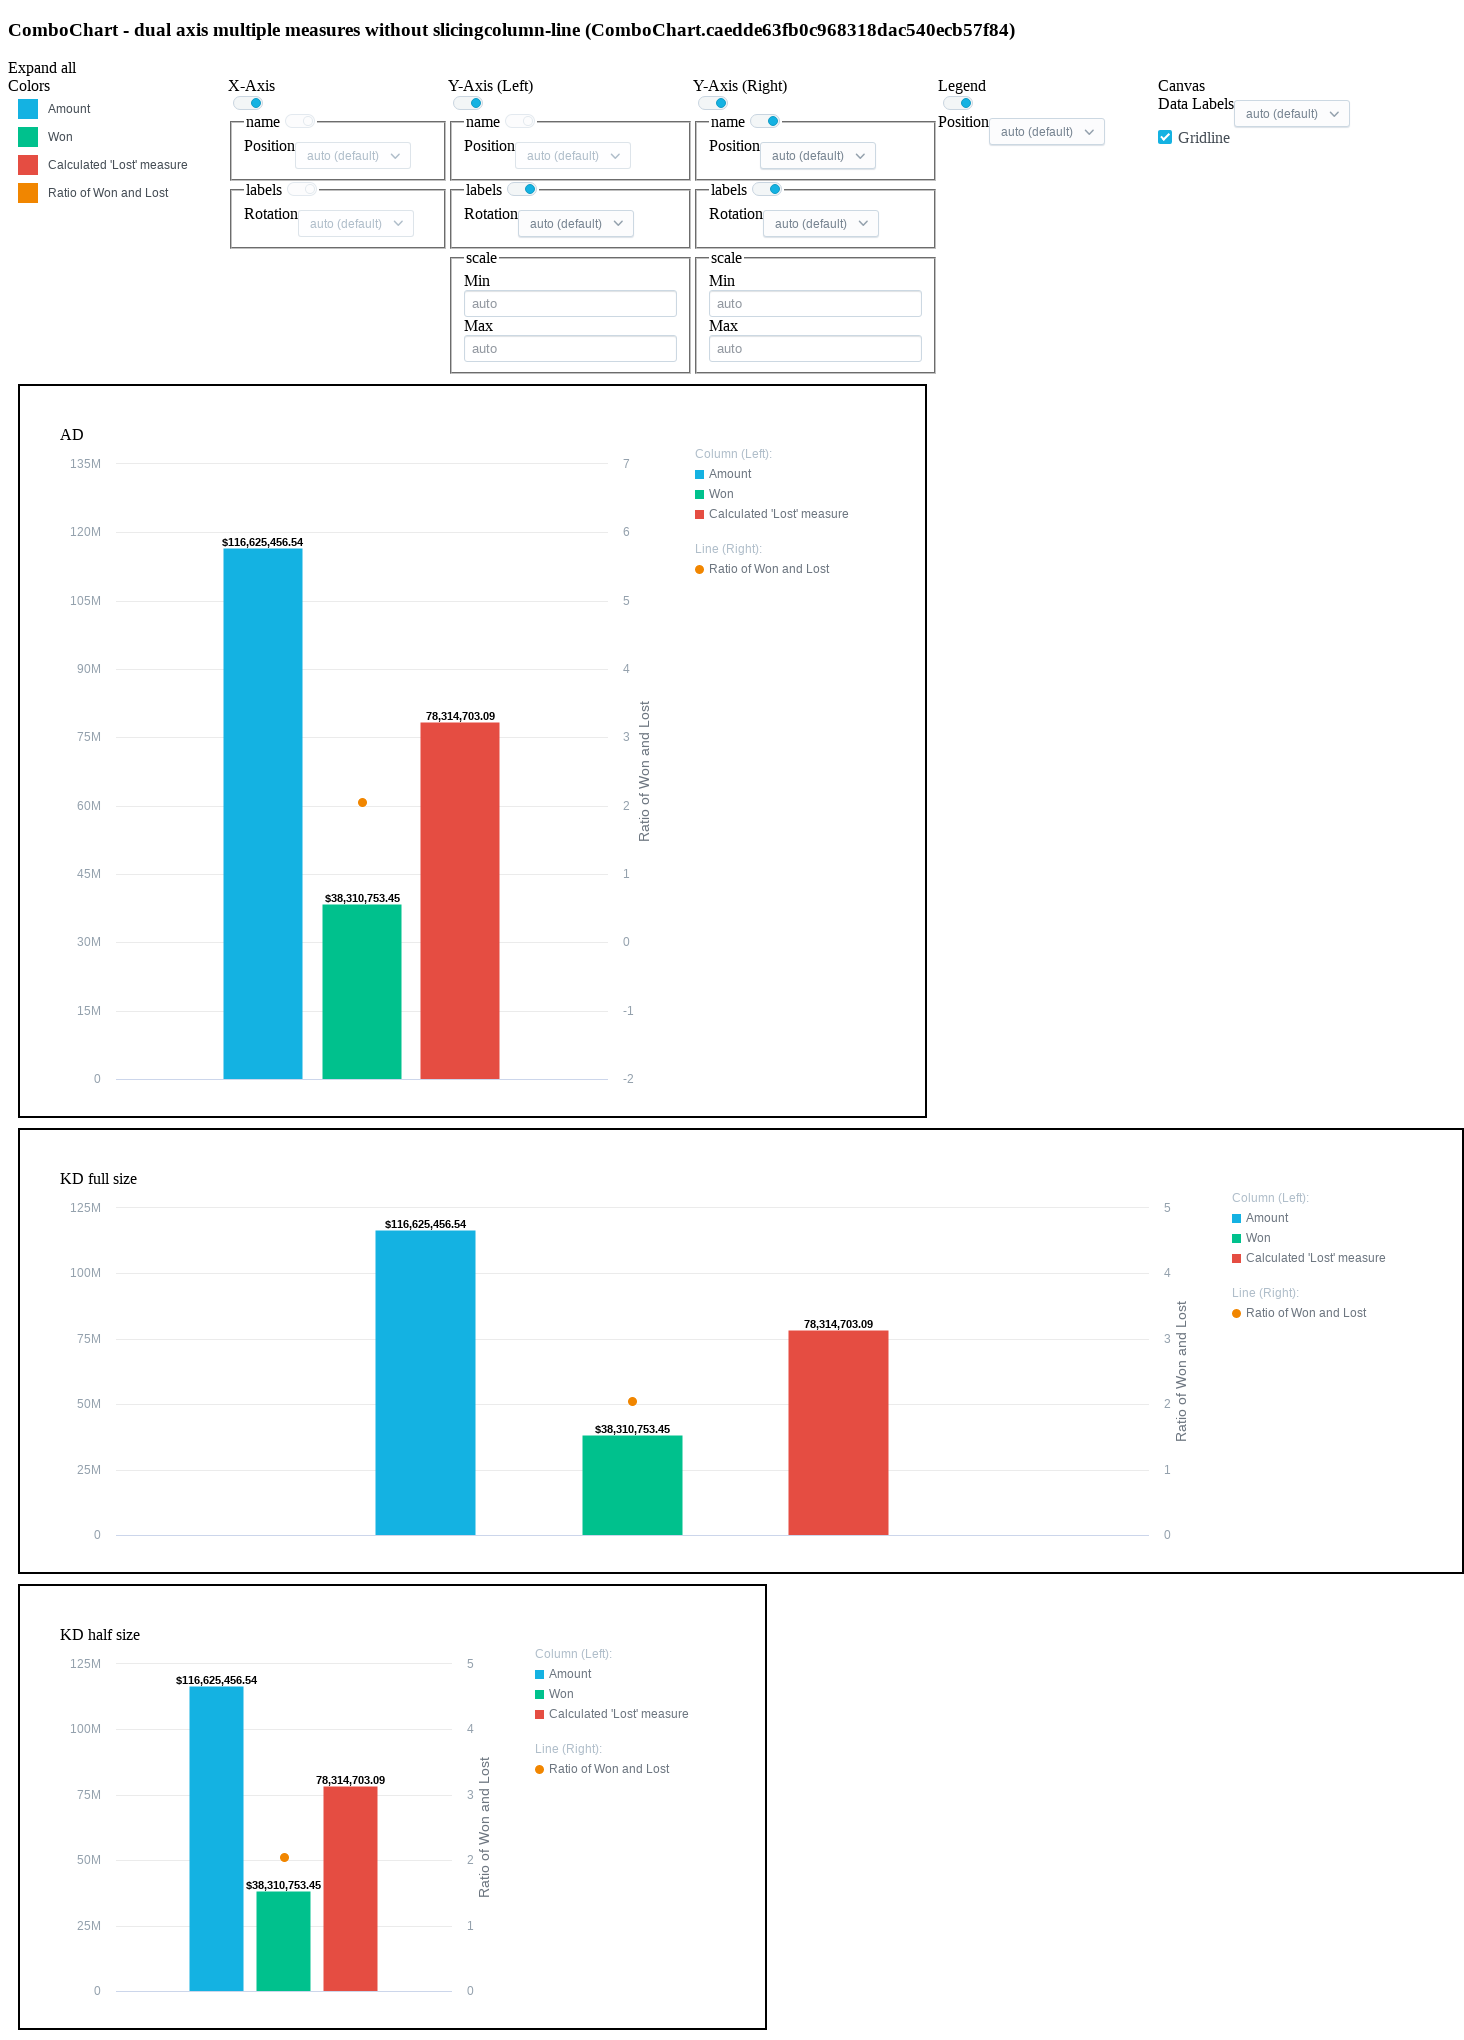 ComboChart - dual axis multiple measures without slicingcolumn-line (ComboChart.caedde63fb0c968318dac540ecb57f84)
Expand all
Colors
Amount
Won
Calculated 'Lost' measure
Ratio of Won and Lost
X-Axis
name
Position auto (default)
labels
Rotation auto (default)
Y-Axis (Left)
name
Position auto (default)
labels
Rotation auto (default)
scale
Min
auto
Max
auto
Y-Axis (Right)
name
Position auto (default)
labels
Rotation auto (default)
scale
Min
auto
Max
auto
Legend
Position auto (default)
Canvas
Data Labels auto (default)
Gridline
AD
135M
120M
105M
90M
75M
60M
45M
30M
15M
0
$116,625,456.54
$38,310,753.45
78,314,703.09
7
6
5
4
3
2
1
0
-1
-2
Ratio of Won and Lost
Column (Left):
Amount
Won
Calculated 'Lost' measure
Line (Right):
Ratio of Won and Lost
KD full size
125M
100M
75M
50M
25M
0
$116,625,456.54
$38,310,753.45
78,314,703.09
5
4
3
2
1
0
Ratio of Won and Lost
Column (Left):
Amount
Won
Calculated 'Lost' measure
Line (Right):
Ratio of Won and Lost
KD half size
125M
100M
75M
50M
25M
0
$116,625,456.54
$38,310,753.45
78,314,703.09
5
4
3
2
1
0
Ratio of Won and Lost
Column (Left):
Amount
Won
Calculated 'Lost' measure
Line (Right):
Ratio of Won and Lost